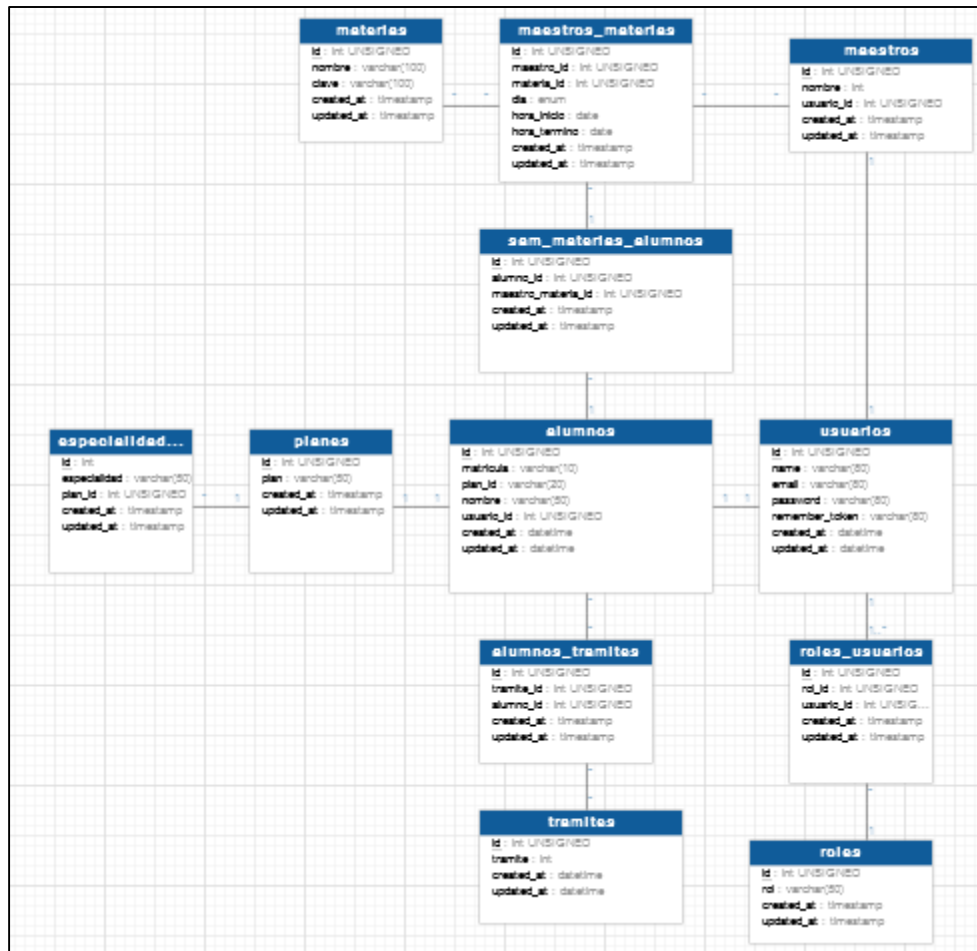 materias
id : int UNSIGNED
nombre : varchar(100)
clave : varchar(100)
created_at : timestamp
updated_at : timestamp
maestros_materias
id : int UNSIGNED
maestro_id : int UNSIGNED
materia_id : int UNSIGNED
dia : enum
hora_inicio : date
hora_termino : date
created_at : timestamp
updated_at : timestamp
maestros
id : int UNSIGNED
nombre : int
usuario_id : int UNSIGNED
created_at : timestamp
updated_at : timestamp
sem_materias_alumnos
id : int UNSIGNED
alumno_id : int UNSIGNED
maestro_materia_id : int UNSIGNED
created_at : timestamp
updated_at : timestamp
especialidad...
id : int
especialidad : varchar(50)
plan_id : int UNSIGNED
created_at : timestamp
updated_at : timestamp
planes
id : int UNSIGNED
plan : varchar(50)
created_at : timestamp
updated_at : timestamp
alumnos
id : int UNSIGNED
matricula : varchar(10)
plan_id : varchar(20)
nombre : varchar(50)
usuario_id : int UNSIGNED
created_at : datetime
updated_at : datetime
usuarios
id : int UNSIGNED
name : varchar(60)
email : varchar(60)
password : varchar(60)
remember_token : varchar(60)
created_at : datetime
updated_at : datetime
alumnos_tramites
id : int UNSIGNED
tramite_id : int UNSIGNED
alumno_id : int UNSIGNED
created_at : timestamp
updated_at : timestamp
roles_usuarios
id : int UNSIGNED
rol_id : int UNSIGNED
usuario_id : int UNSIG...
created_at : timestamp
updated_at : timestamp
tramites
id : int UNSIGNED
tramite : int
created_at : datetime
updated_at : datetime
roles
id : int UNSIGNED
rol : varchar(50)
created_at : timestamp
updated_at : timestamp